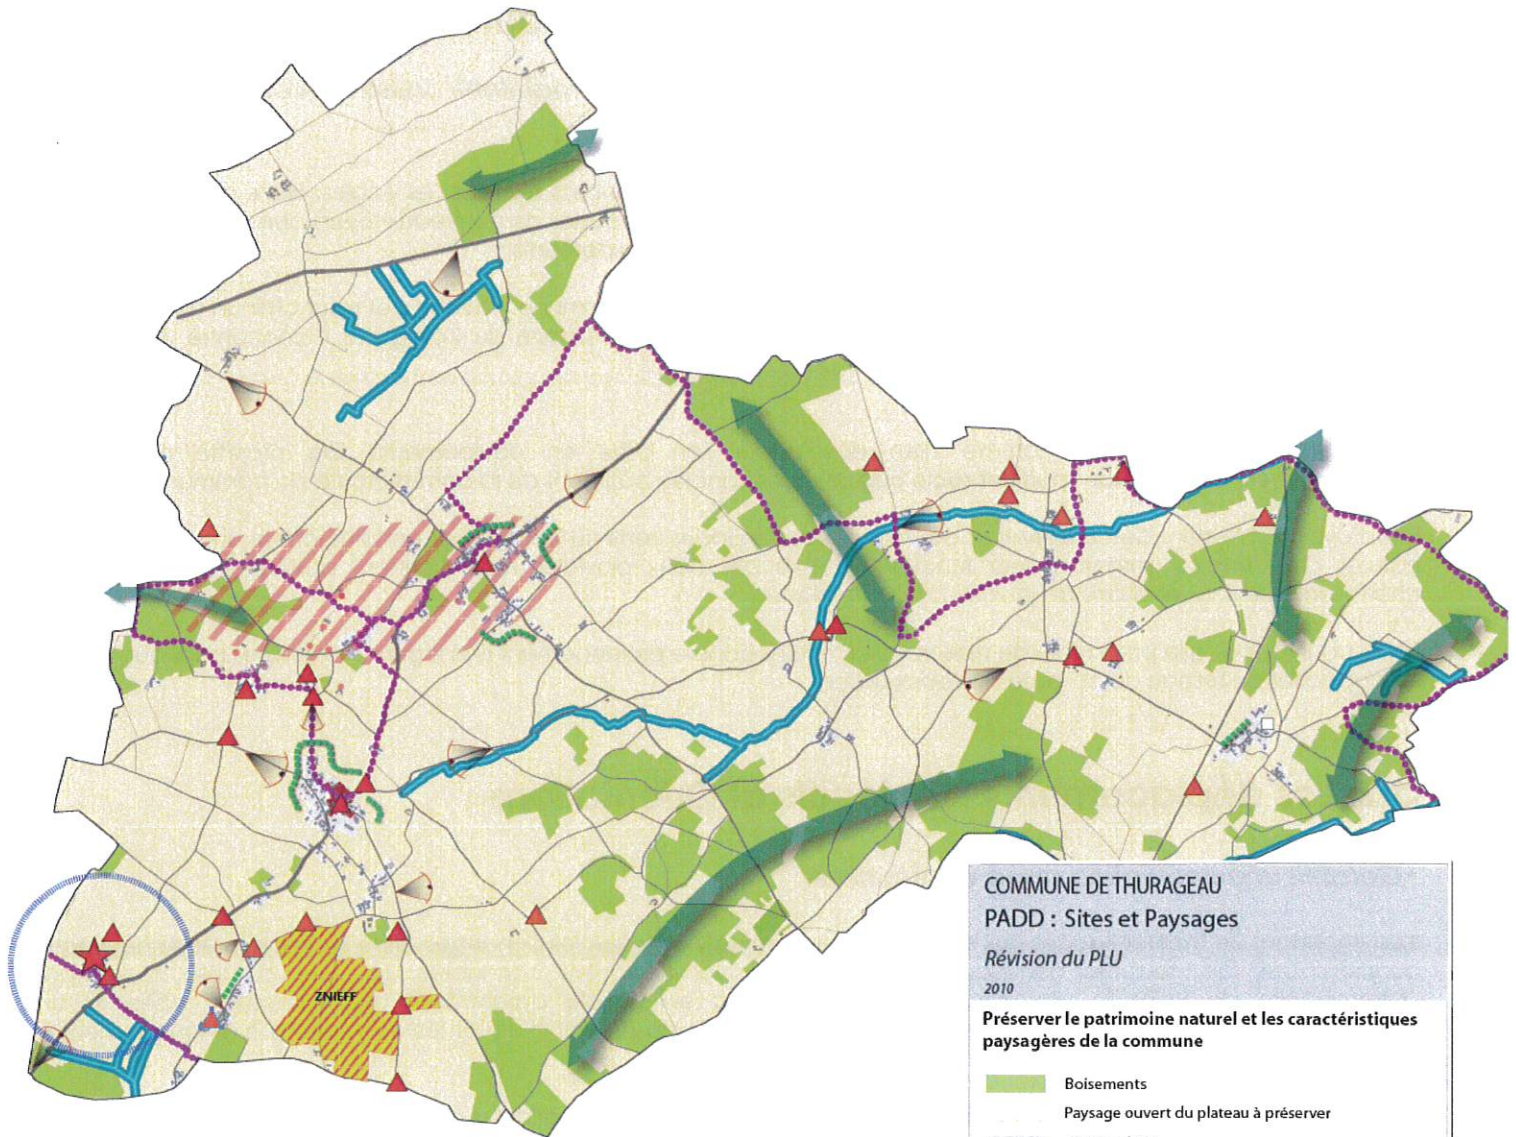 ZNIEFF
COMMUNE DE THURAGEAU
PADD : Sites et Paysages
Révision du PLU
2010
Préserver le patrimoine naturel et les caractéristiques
paysagères de la commune
Boisements
Paysage ouvert du plateau à préserver